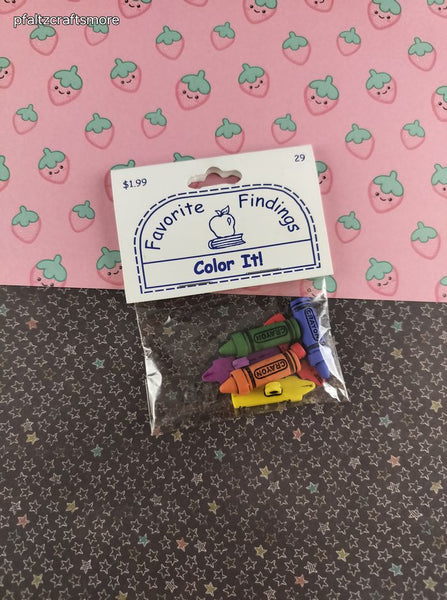 pfaltzcraftsmore
$1.99
29
Favorite Findings
Color It!
CRAYON
CRAYON
CRAYON